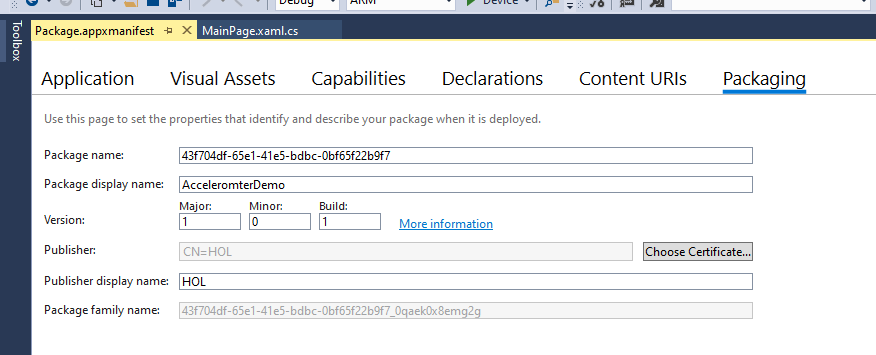 Debug ARM Device
Toolbox
Package.appxmanifest MainPage.xaml.cs
Application Visual Assets Capabilities Declarations Content URIs Packaging
Use this page to set the properties that identify and describe your package when it is deployed.
Package name: 43f704df-65e1-41e5-bdbc-0bf65f22b9f7
Package display name: AcceleromterDemo
Major: Minor: Build:
Version: 1 0 1 More information
Publisher: CN=HOL Choose Certificate...
Publisher display name: HOL
Package family name: 43f704df-65e1-41e5-bdbc-0bf65f22b9f7_0qaek0x8emg2g